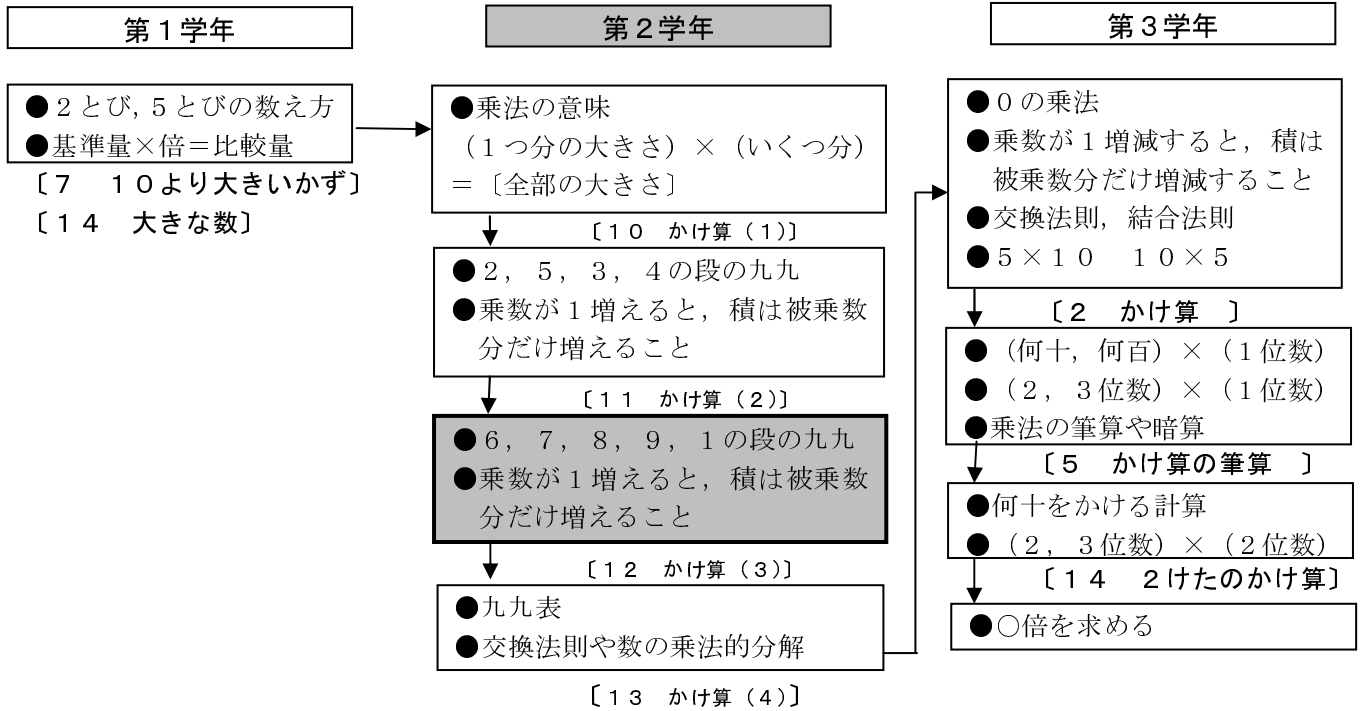 第１学年
●２とび，５とびの数え方
●基準量×倍＝比較量
〔７　１０より大きいかず〕
〔１４　大きな数〕
第２学年
●乗法の意味
（１つ分の大きさ）×（いくつ分）
＝〔全部の大きさ〕
〔１０　かけ算（１）〕
●２，５，３，４の段の九九
●乗数が１増えると，積は被乗数
分だけ増えること
〔１１　かけ算（２）〕
●６，７，８，９，１の段の九九
●乗数が１増えると，積は被乗数
分だけ増えること
〔１２　かけ算（３）〕
●九九表
●交換法則や数の乗法的分解
〔１３　かけ算（４）〕
第３学年
●０の乗法
●乗数が１増減すると，積は
被乗数分だけ増減すること
●交換法則，結合法則
●５×１０　１０×５
〔２　かけ算　〕
●（何十，何百）×（１位数）
●（２，３位数）×（１位数）
●乗法の筆算や暗算
〔５　かけ算の筆算　〕
●何十をかける計算
●（２，３位数）×（２位数）
〔１４　２けたのかけ算〕
●○倍を求める